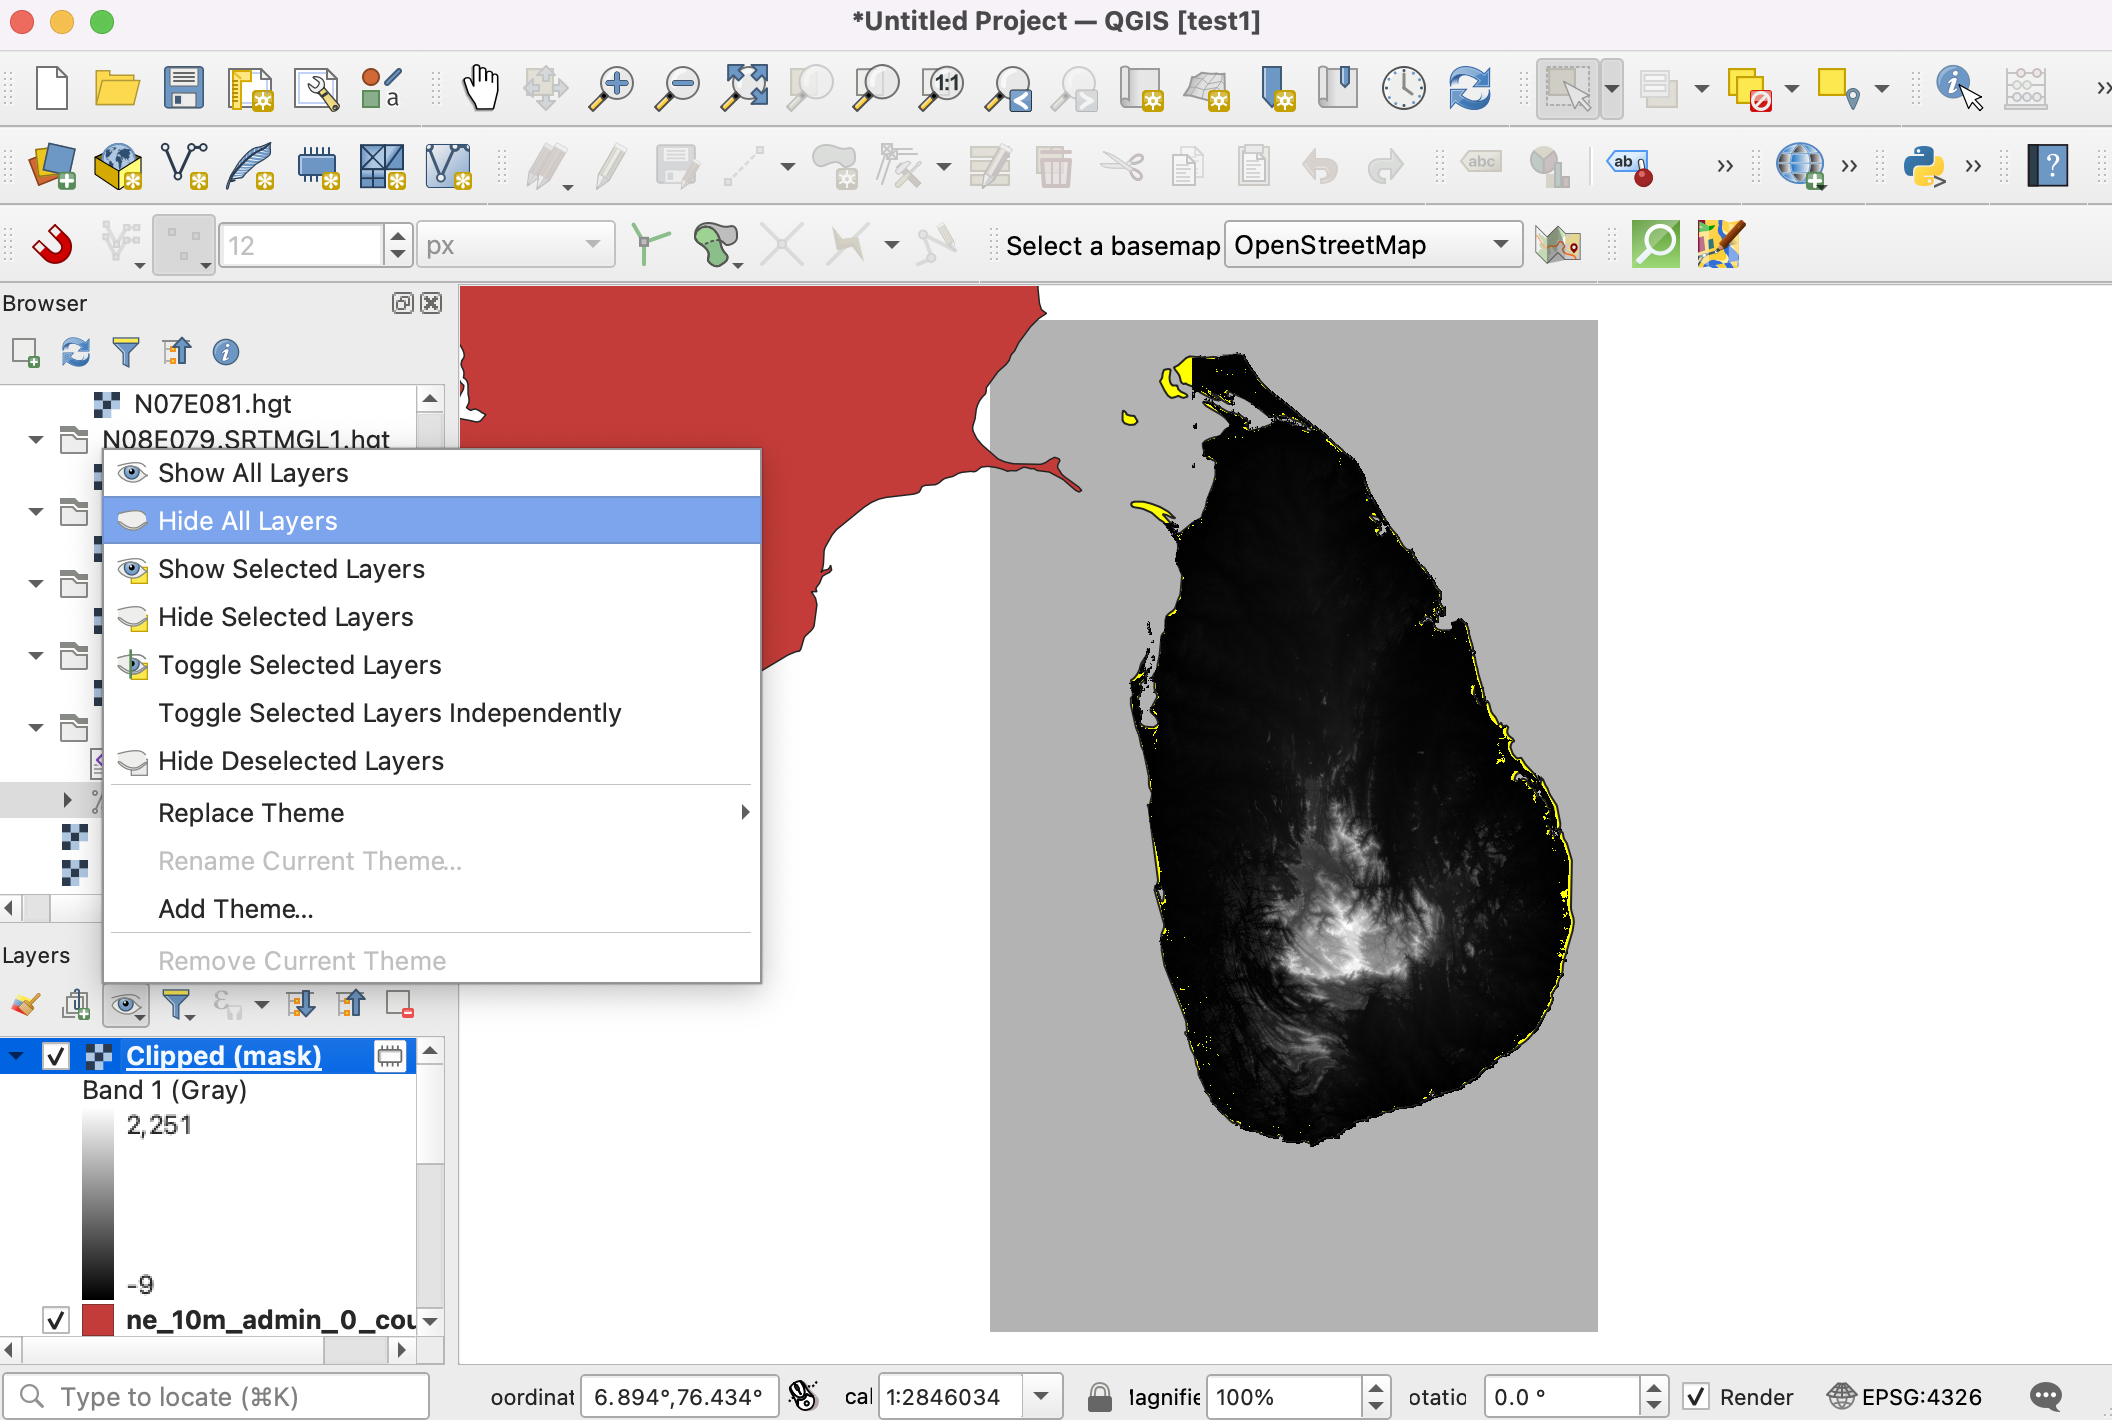 *Untitled Project — QGIS [test1]
a
1:1
abc
ab
?
12
px
Select a basemap
OpenStreetMap
Browser
N07E081.hgt
N08E079.SRTMGL1.hgt
Show All Layers
Hide All Layers
Show Selected Layers
Hide Selected Layers
Toggle Selected Layers
Toggle Selected Layers Independently
Hide Deselected Layers
Replace Theme
Rename Current Theme...
Add Theme...
Remove Current Theme
Layers
Clipped (mask)
Band 1 (Gray)
2,251
-9
ne_10m_admin_0_cou
Type to locate (⌘K)
oordinat
6.894°,76.434°
cal
1:2846034
lagnifie
100%
otatio
0.0 °
Render
EPSG:4326